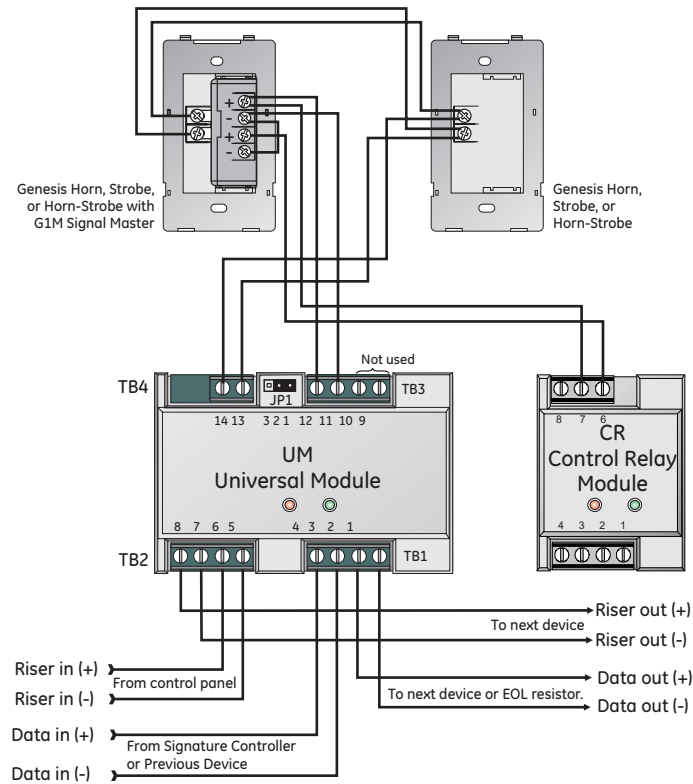 +
-
+
-
Genesis Horn, Strobe,
or Horn-Strobe with
G1M Signal Master
Genesis Horn,
Strobe, or
Horn-Strobe
Not used
TB4
JP1
TB3
14 13 3 2 1 12 11 10 9
UM
Universal Module
8 7 6 5 4 3 2 1
TB2
TB1
8 7 6
CR
Control Relay
Module
4 3 2 1
Riser out (+)
To next device
Riser out (-)
Riser in (+)
From control panel
Riser in (-)
Data out (+)
To next device or EOL resistor.
Data out (-)
Data in (+)
From Signature Controller
or Previous Device
Data in (-)